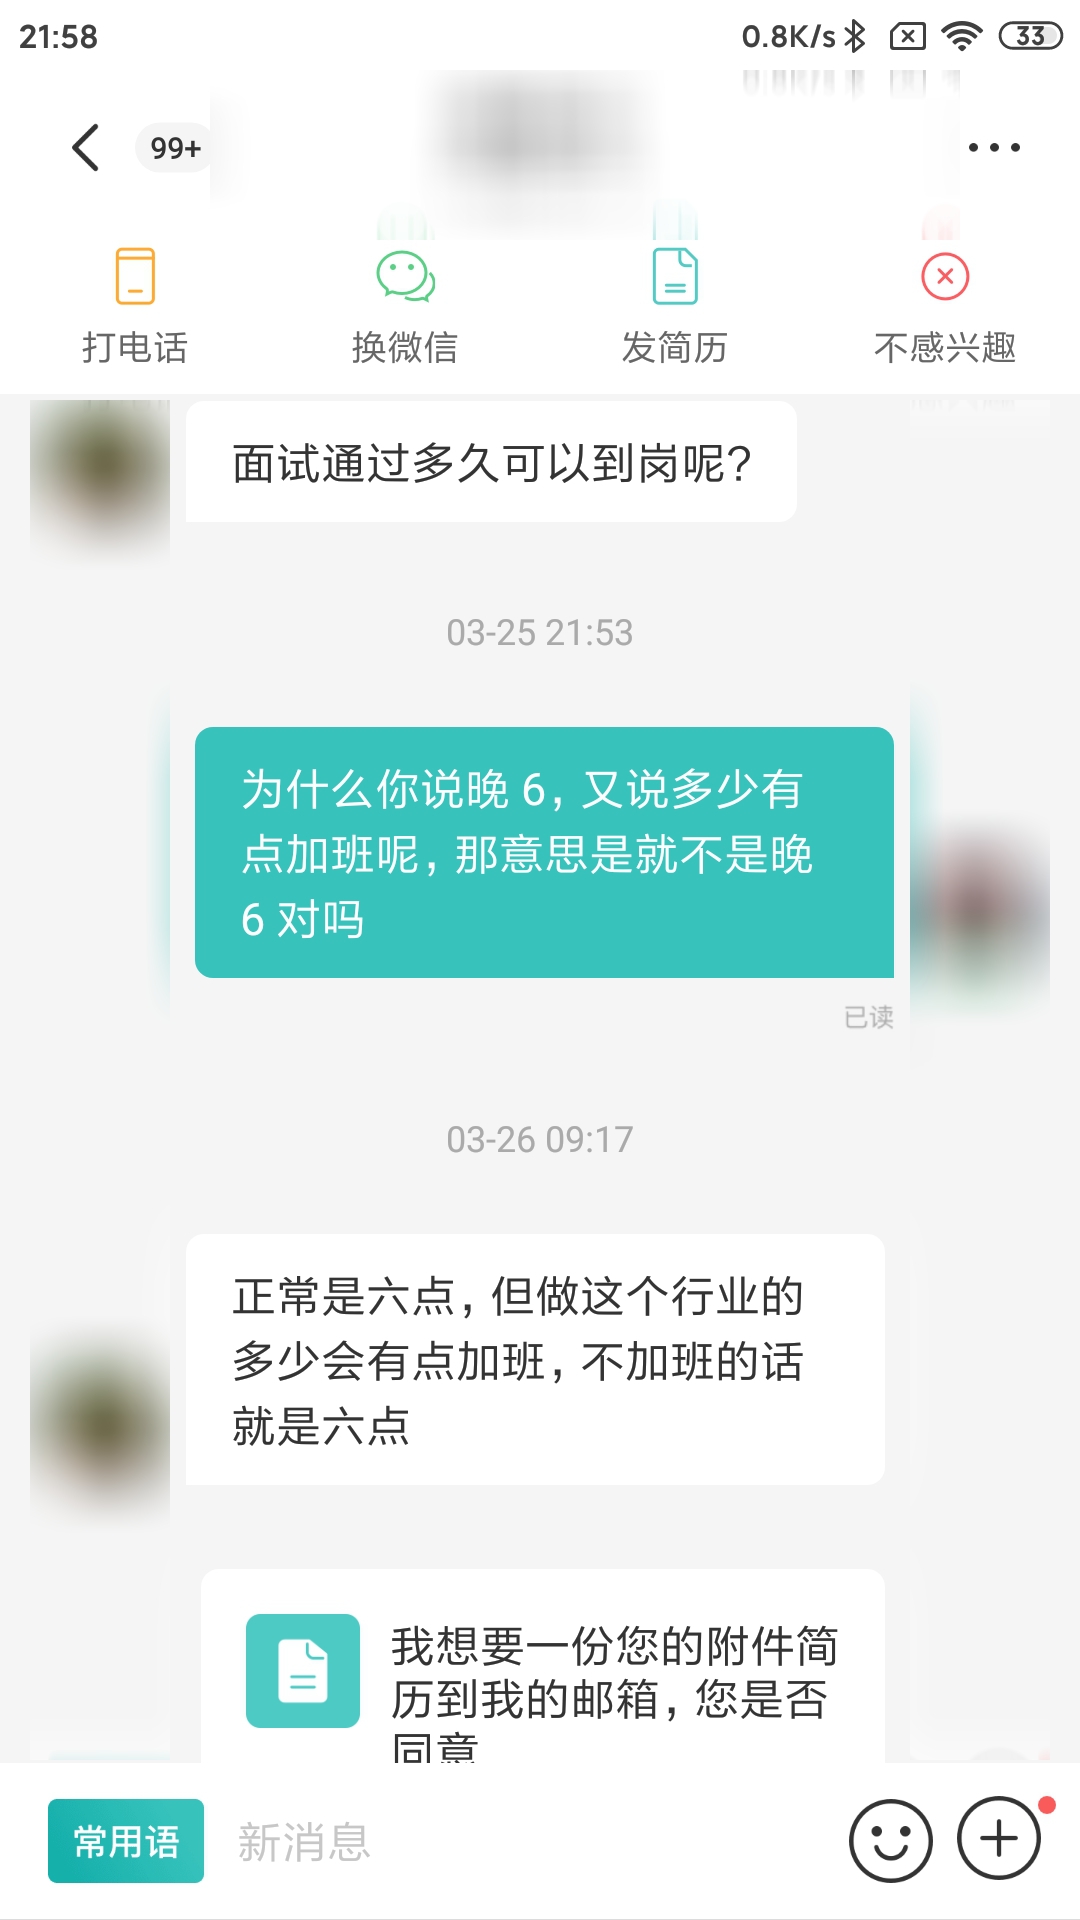 21:58
0.8K/s
33
99+
打电话
换微信
发简历
不感兴趣
面试通过多久可以到岗呢?
03-25 21:53
为什么你说晚 6, 又说多少有
点加班呢, 那意思是就不是晚
6 对吗
已读
03-26 09:17
正常是六点, 但做这个行业的
多少会有点加班, 不加班的话
就是六点
我想要一份您的附件简
历到我的邮箱, 您是否
同意
常用语
新消息